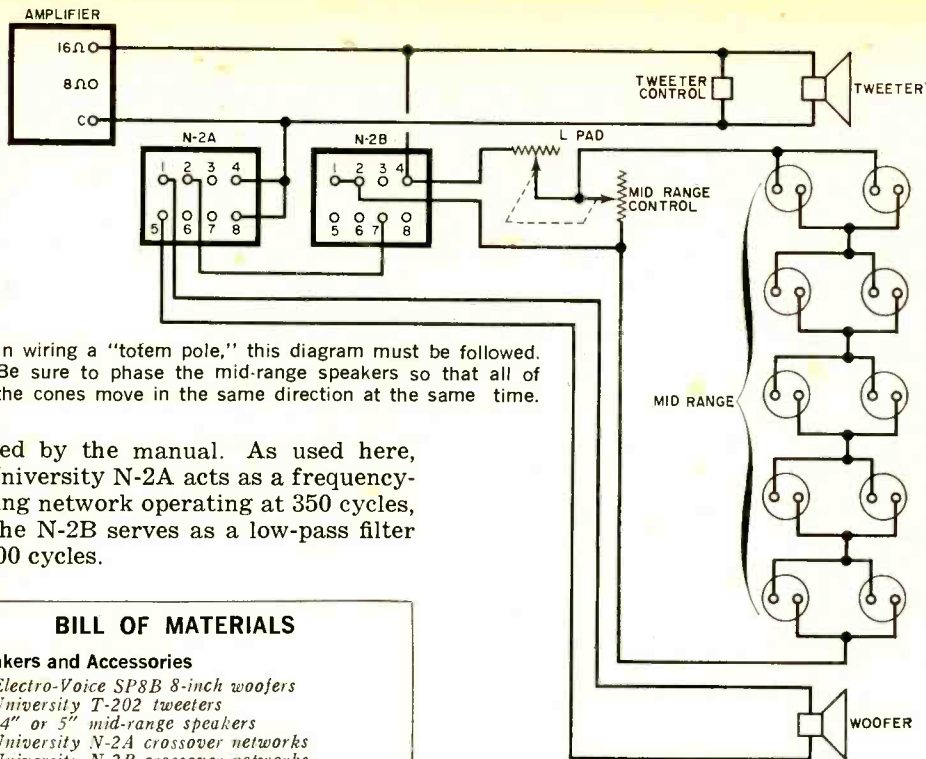 AMPLIFIER
16Ω
8Ω
C
TWEETER CONTROL
TWEETER
N-2A
1 2 3 4
5 6 7 8
N-2B
1 2 3 4
5 6 7 8
L PAD
MID RANGE CONTROL
MID RANGE
WOOFER
n wiring a "totem pole," this diagram must be followed.
Be sure to phase the mid-range speakers so that all of
the cones move in the same direction at the same time.
ed by the manual. As used here,
niversity N-2A acts as a frequency-
ing network operating at 350 cycles,
he N-2B serves as a low-pass filter
00 cycles.
BILL OF MATERIALS
kers and Accessories
Electro-Voice SP8B 8-inch woofers
University T-202 tweeters
4" or 5" mid-range speakers
University N-2A crossover networks
University N-2B crossover networks